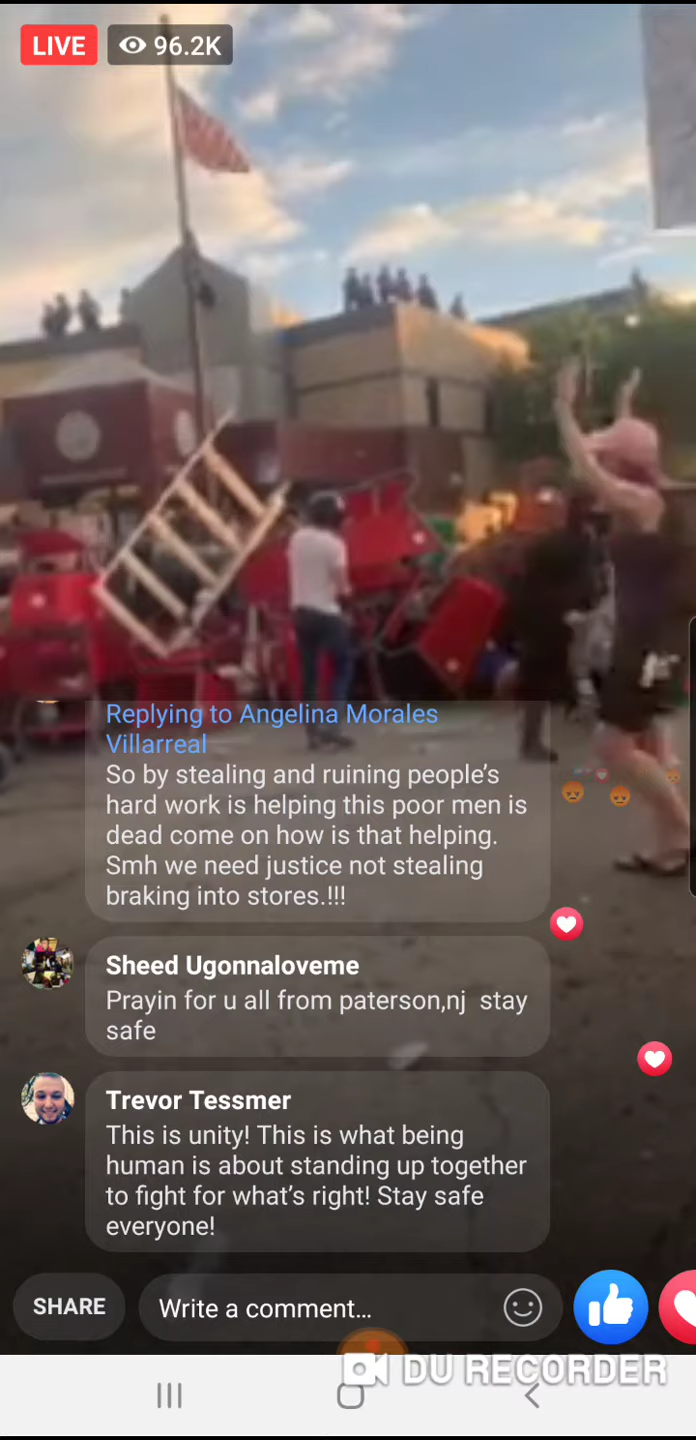 LIVE
96.2K
Replying to Angelina Morales
Villarreal
So by stealing and ruining people's
hard work is helping this poor men is
dead come on how is that helping.
Smh we need justice not stealing
braking into stores.!!!
Sheed Ugonnaloveme
Prayin for u all from paterson,nj stay
safe
Trevor Tessmer
This is unity! This is what being
human is about standing up together
to fight for what's right! Stay safe
everyone!
SHARE
Write a comment...
DU RECORDER